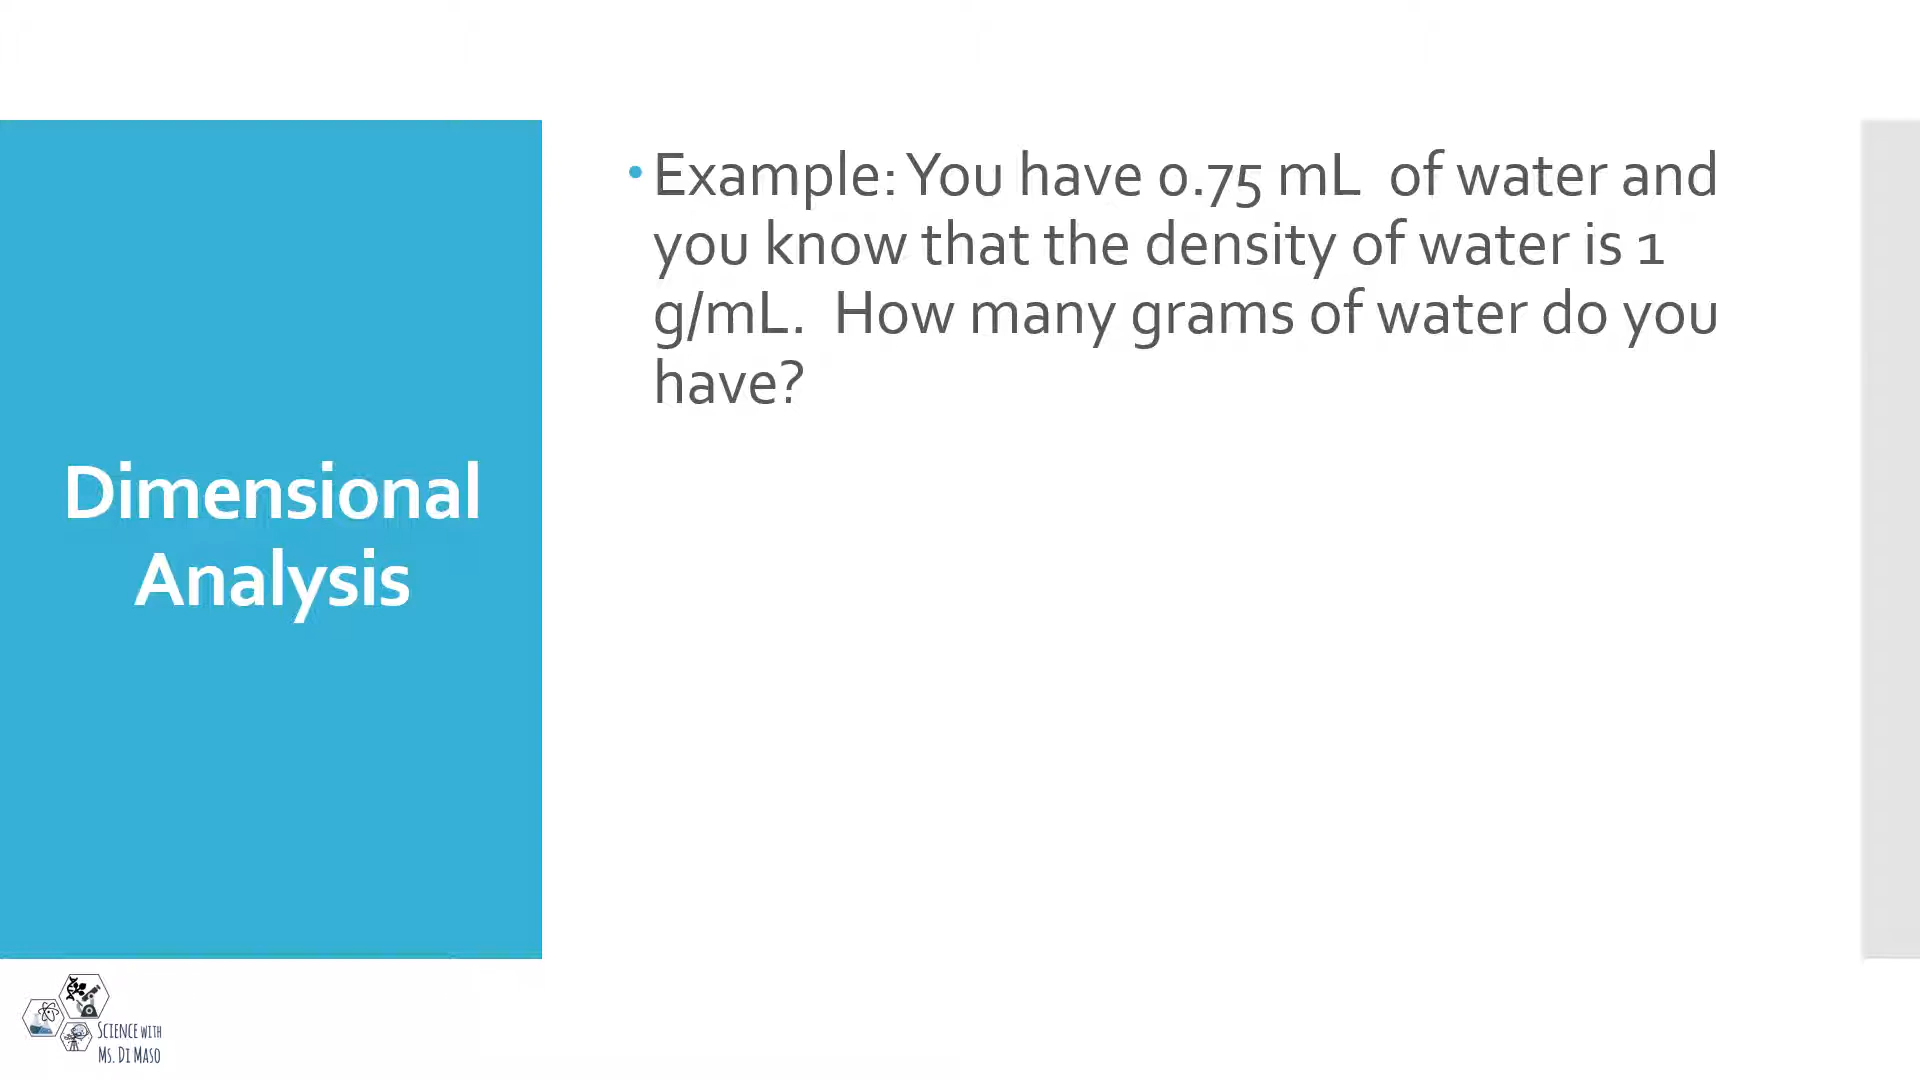 Example: You have 0.75 mL  of water and
you know that the density of water is 1
g/mL.  How many grams of water do you
have?
Dimensional
Analysis
Science with
Ms. Di Maso